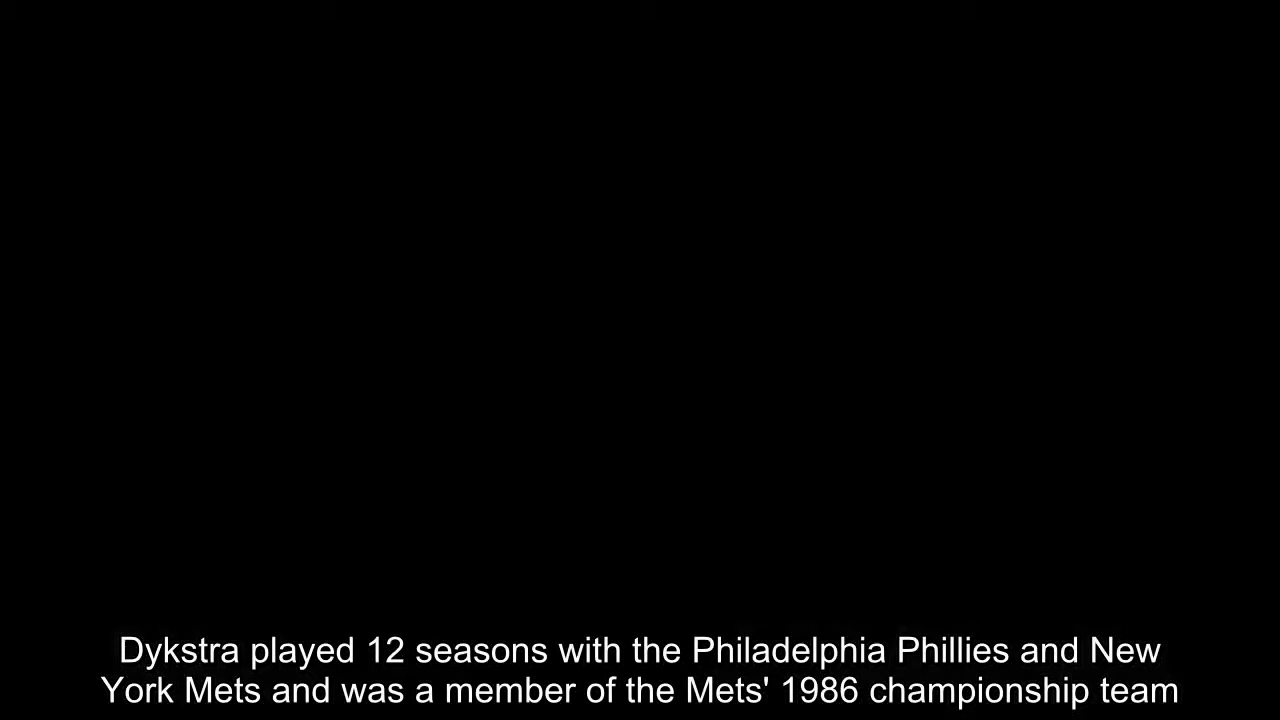 Dykstra played 12 seasons with the Philadelphia Phillies and New
York Mets and was a member of the Mets' 1986 championship team